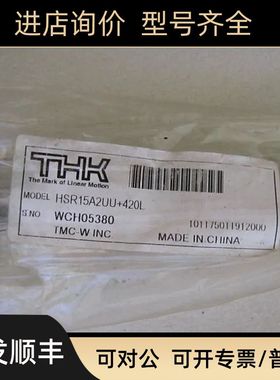 进店询价 型号齐全
THK
The Mark of Linear Motion
MODEL HSR15A2UU+420L
S.NO WCH05380
101175011912000
TMC-W INC
MADE IN CHINA
发顺丰
可对公 可开专票/普